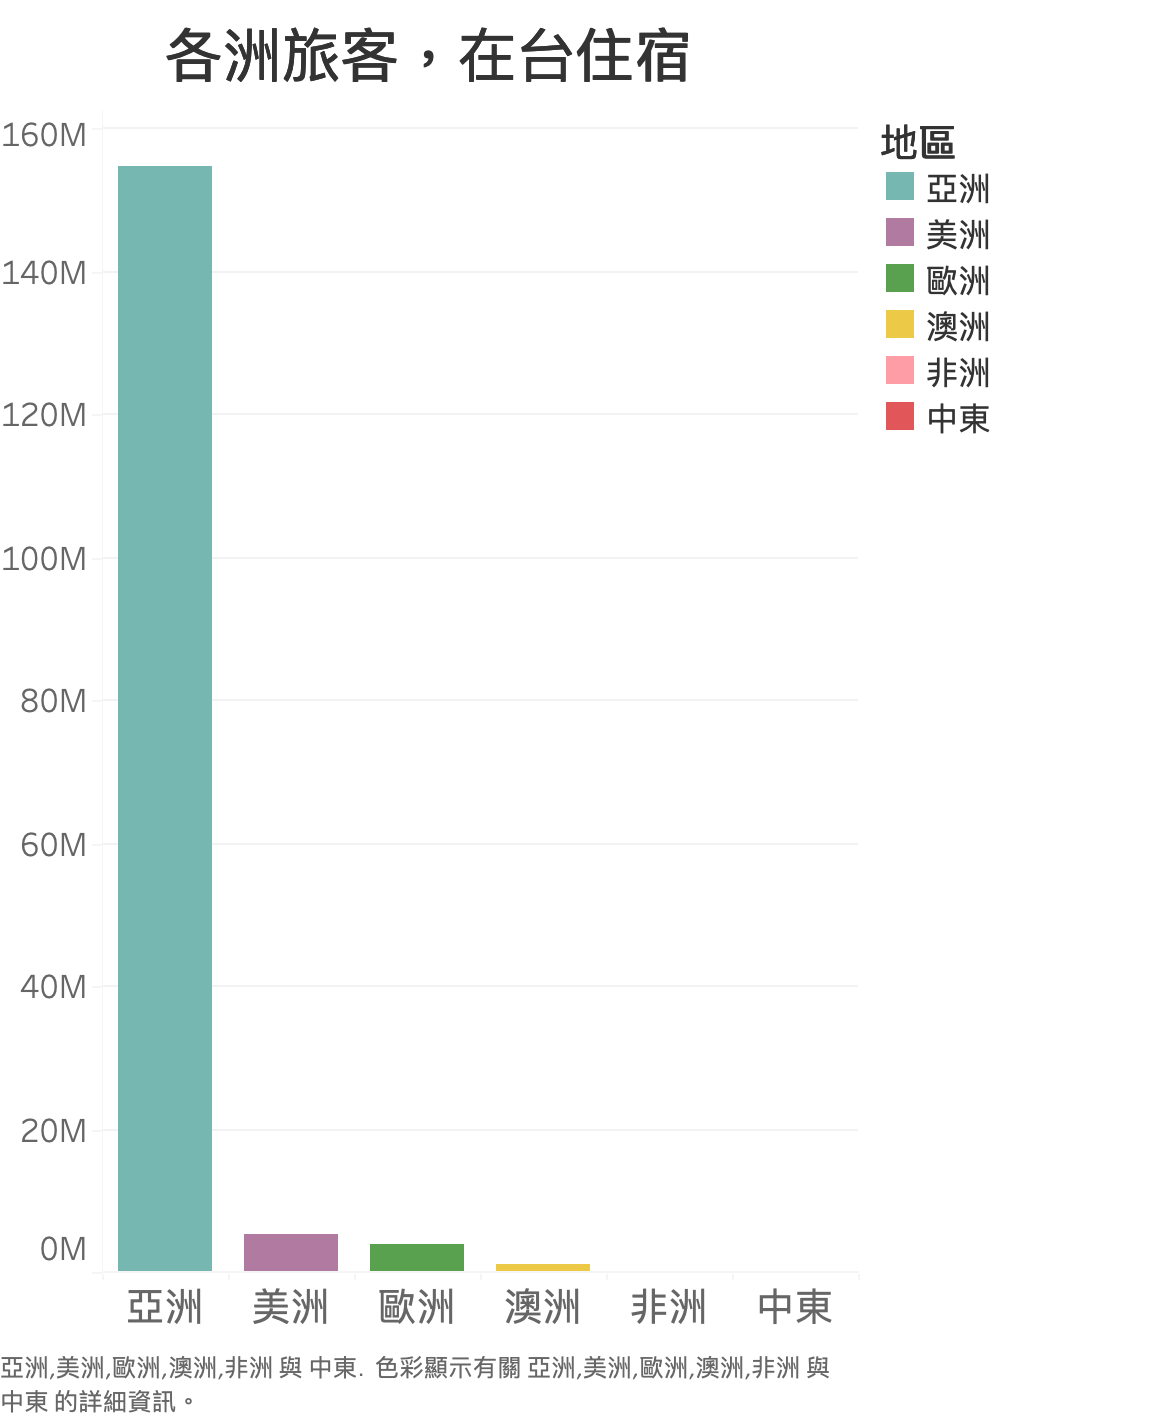 各洲旅客，在台住宿
160M
140M
120M
100M
80M
60M
40M
20M
0M
亞洲
美洲
歐洲
澳洲
非洲
中東
地區
亞洲
美洲
歐洲
澳洲
非洲
中東
亞洲,美洲,歐洲,澳洲,非洲 與 中東. 色彩顯示有關 亞洲,美洲,歐洲,澳洲,非洲 與
中東 的詳細資訊。